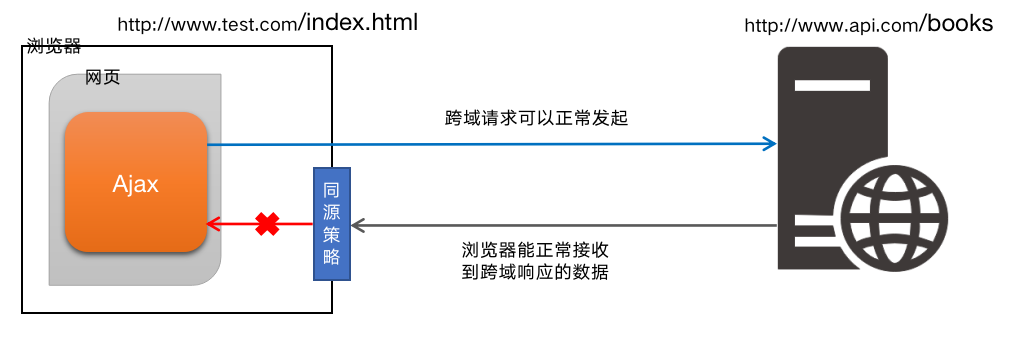 http://www.test.com/index.html
http://www.api.com/books
浏览器
网页
跨域请求可以正常发起
Ajax
同
源
策
略
浏览器能正常接收
到跨域响应的数据